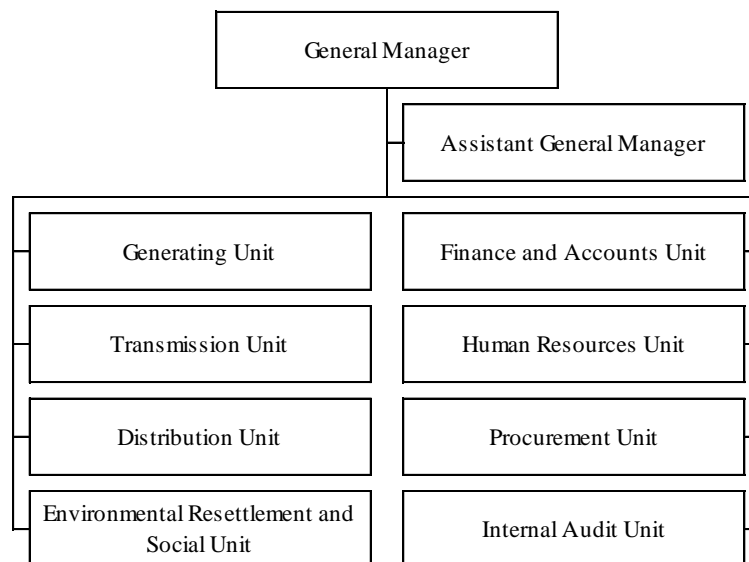 General Manager
Assistant General Manager
Generating Unit
Finance and Accounts Unit
Transmission Unit
Human Resources Unit
Distribution Unit
Procurement Unit
Environmental Resettlement and
Social Unit
Internal Audit Unit